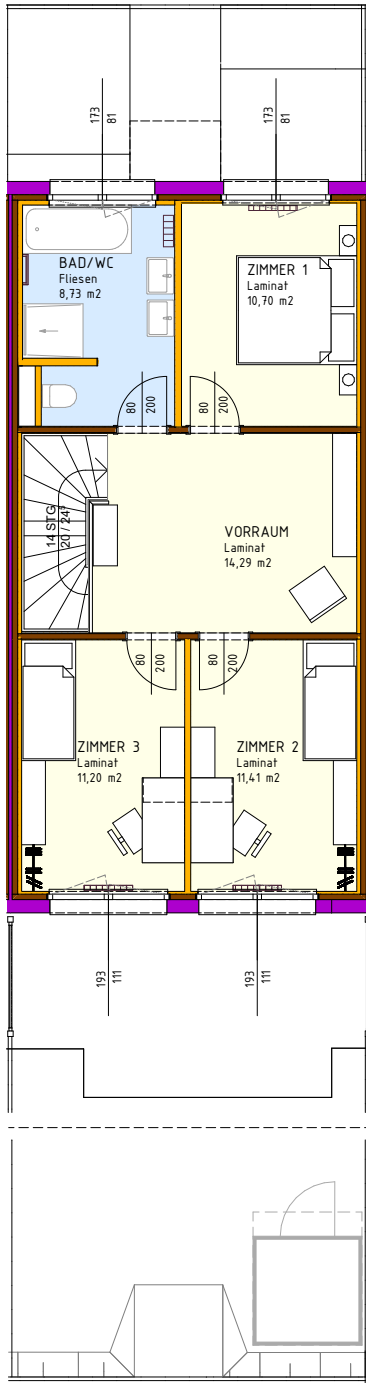 173
81
173
81
BAD/WC
Fliesen
8,73 m2
ZIMMER 1
Laminat
10,70 m2
80
200
80
200
14 STG
20 / 24⁵
VORRAUM
Laminat
14,29 m2
80
200
80
200
ZIMMER 3
Laminat
11,20 m2
ZIMMER 2
Laminat
11,41 m2
193
111
193
111